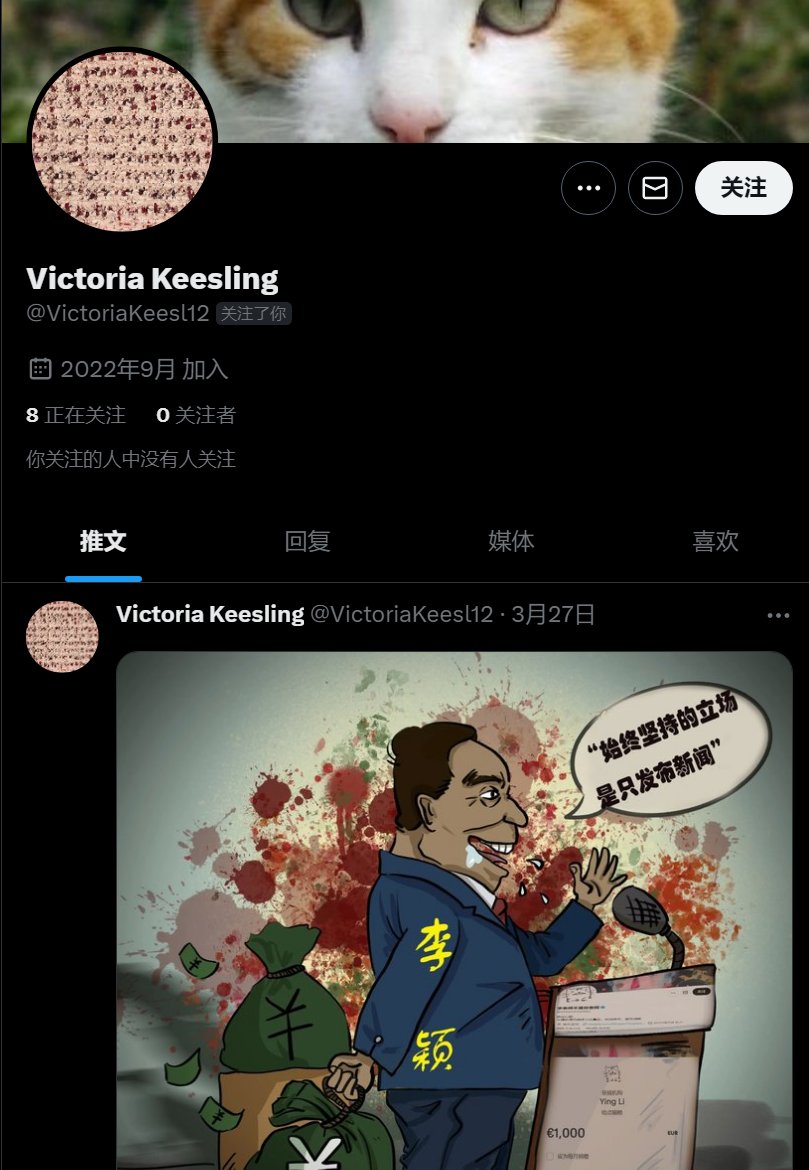 关注
Victoria Keesling
@VictoriaKeesl12 关注了你
2022年9月 加入
8 正在关注 0 关注者
你关注的人中没有人关注
推文 回复 媒体 喜欢
Victoria Keesling @VictoriaKeesl12 · 3月27日
“始终坚持的立场
是只发布新闻”
李
颖
¥
¥
¥
¥
Ying Li
€1,000 EUR